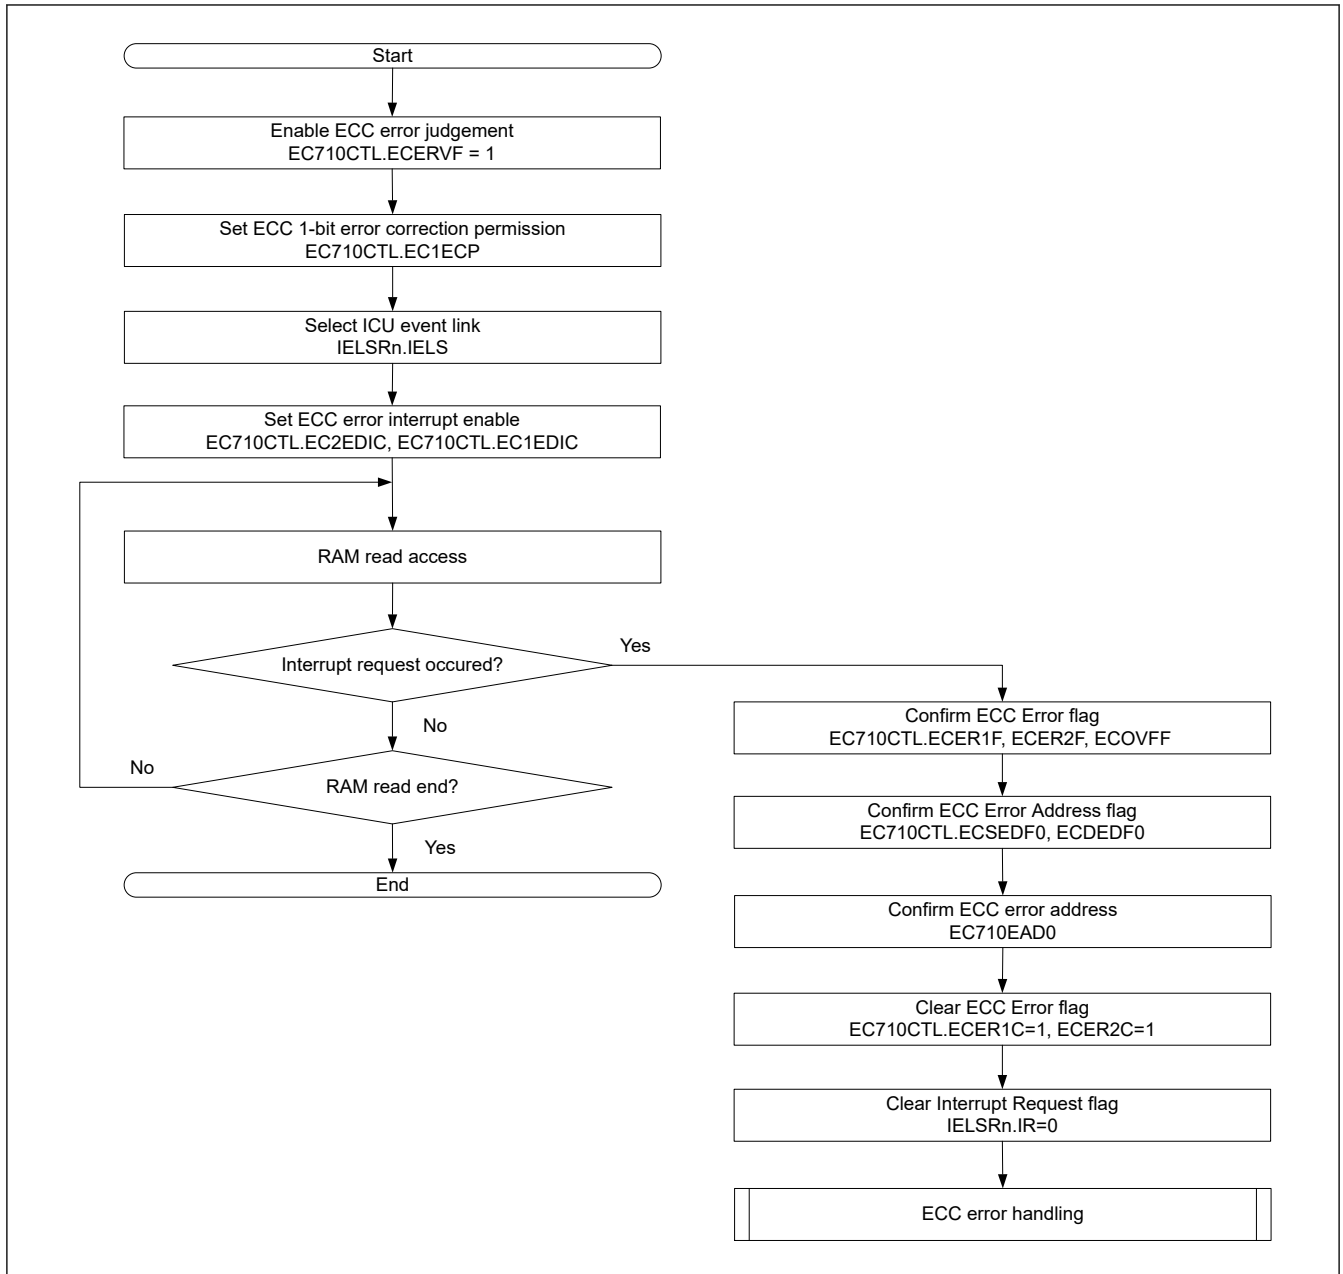 Start
Enable ECC error judgement
EC710CTL.ECERVF = 1
Set ECC 1-bit error correction permission
EC710CTL.EC1ECP
Select ICU event link
IELSRn.IELS
Set ECC error interrupt enable
EC710CTL.EC2EDIC, EC710CTL.EC1EDIC
RAM read access
Interrupt request occured?
Yes
No
RAM read end?
No
Yes
End
Confirm ECC Error flag
EC710CTL.ECER1F, ECER2F, ECOVFF
Confirm ECC Error Address flag
EC710CTL.ECSEDF0, ECDEDF0
Confirm ECC error address
EC710EAD0
Clear ECC Error flag
EC710CTL.ECER1C=1, ECER2C=1
Clear Interrupt Request flag
IELSRn.IR=0
ECC error handling